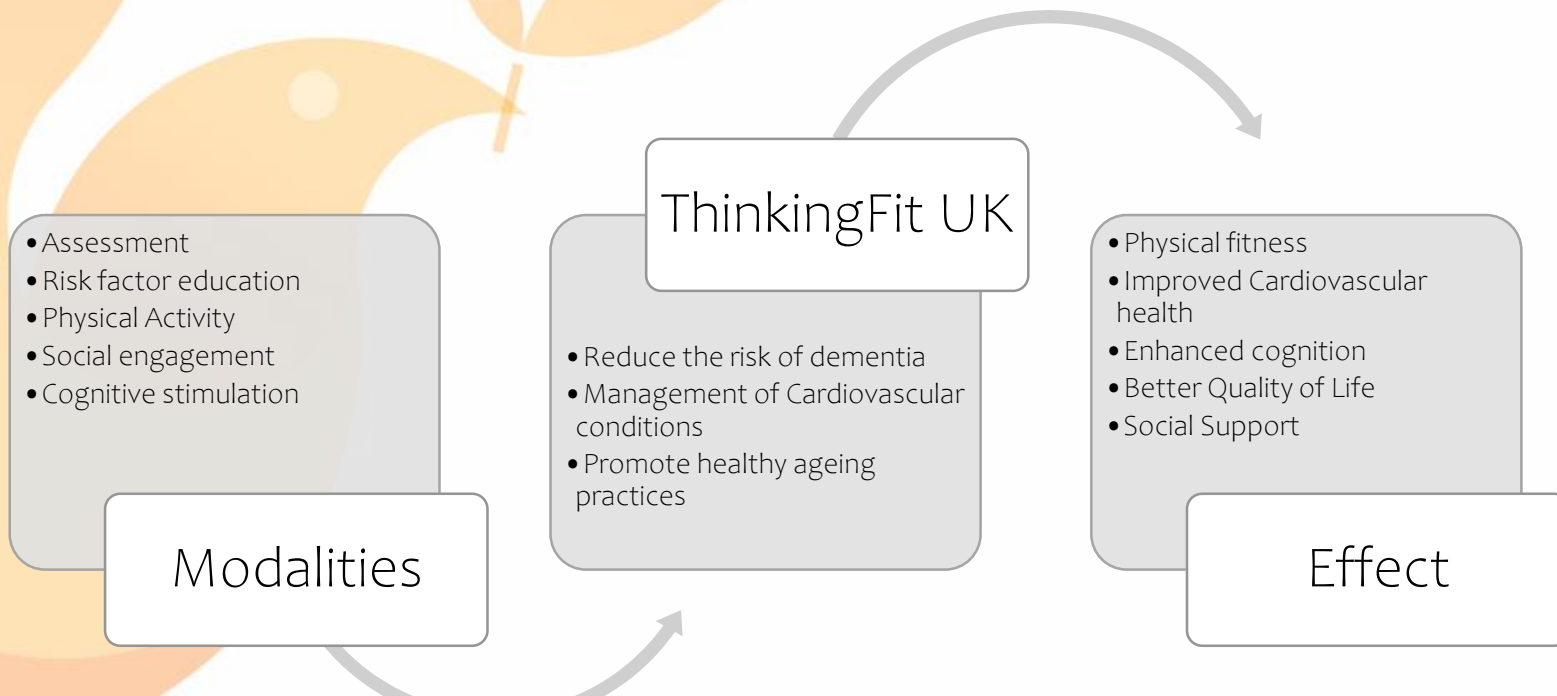 • Assessment
• Risk factor education
• Physical Activity
• Social engagement
• Cognitive stimulation
Modalities
ThinkingFit UK
• Reduce the risk of dementia
• Management of Cardiovascular
conditions
• Promote healthy ageing
practices
• Physical fitness
• Improved Cardiovascular
health
• Enhanced cognition
• Better Quality of Life
• Social Support
Effect